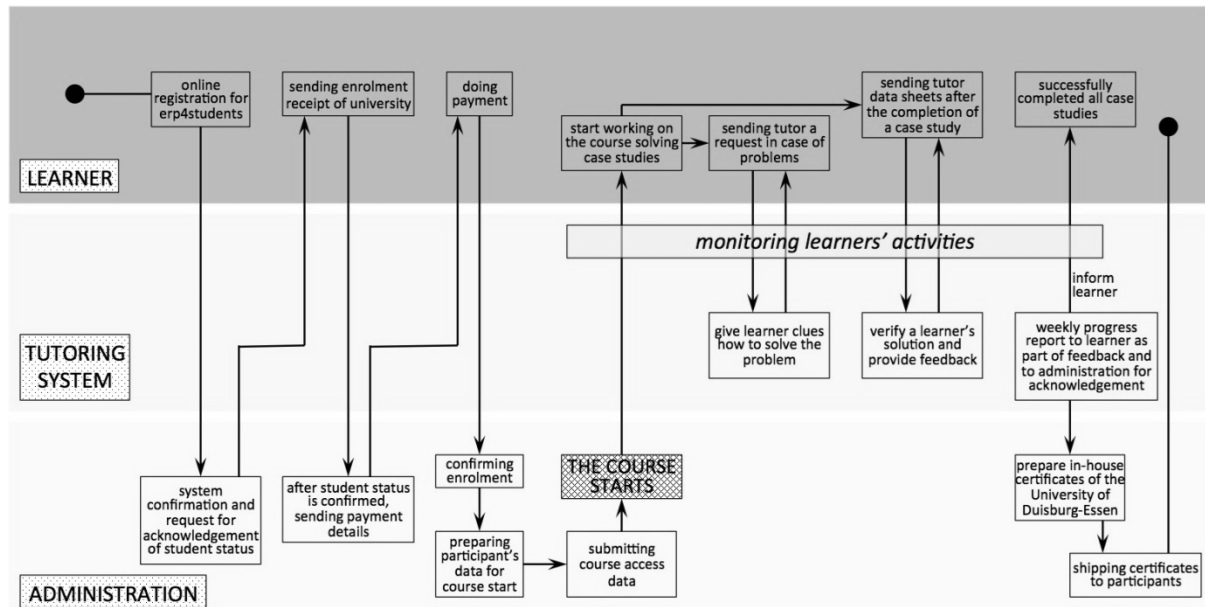 online
registration for
erp4students
sending enrolment
receipt of university
doing
payment
start working on
the course solving
case studies
sending tutor a
request in case of
problems
sending tutor
data sheets after
the completion of
a case study
successfully
completed all case
studies
LEARNER
monitoring learners’ activities
inform
learner
give learner clues
how to solve the
problem
verify a learner’s
solution and
provide feedback
weekly progress
report to learner as
part of feedback and
to administration for
acknowledgement
TUTORING
SYSTEM
system
confirmation and
request for
acknowledgement
of student status
after student status
is confirmed,
sending payment
details
confirming
enrolment
preparing
participant’s
data for
course start
THE COURSE
STARTS
submitting
course access
data
prepare in-house
certificates of the
University of
Duisburg-Essen
shipping certificates
to participants
ADMINISTRATION